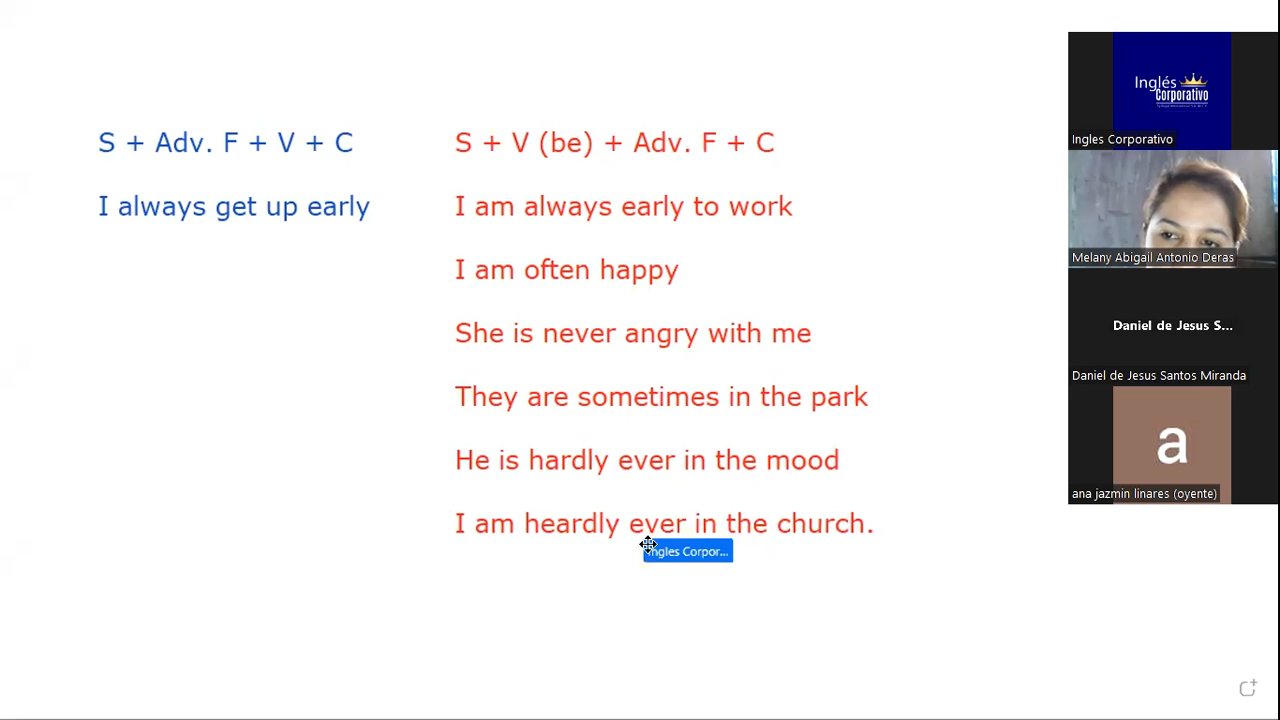 S + Adv. F + V + C
I always get up early
S + V (be) + Adv. F + C
I am always early to work
I am often happy
She is never angry with me
They are sometimes in the park
He is hardly ever in the mood
I am heardly ever in the church.
Ingles Corpor...
Inglés
Corporativo
Ingles Corporativo
Melany Abigail Antonio Deras
Daniel de Jesus S...
Daniel de Jesus Santos Miranda
a
ana jazmin linares (oyente)